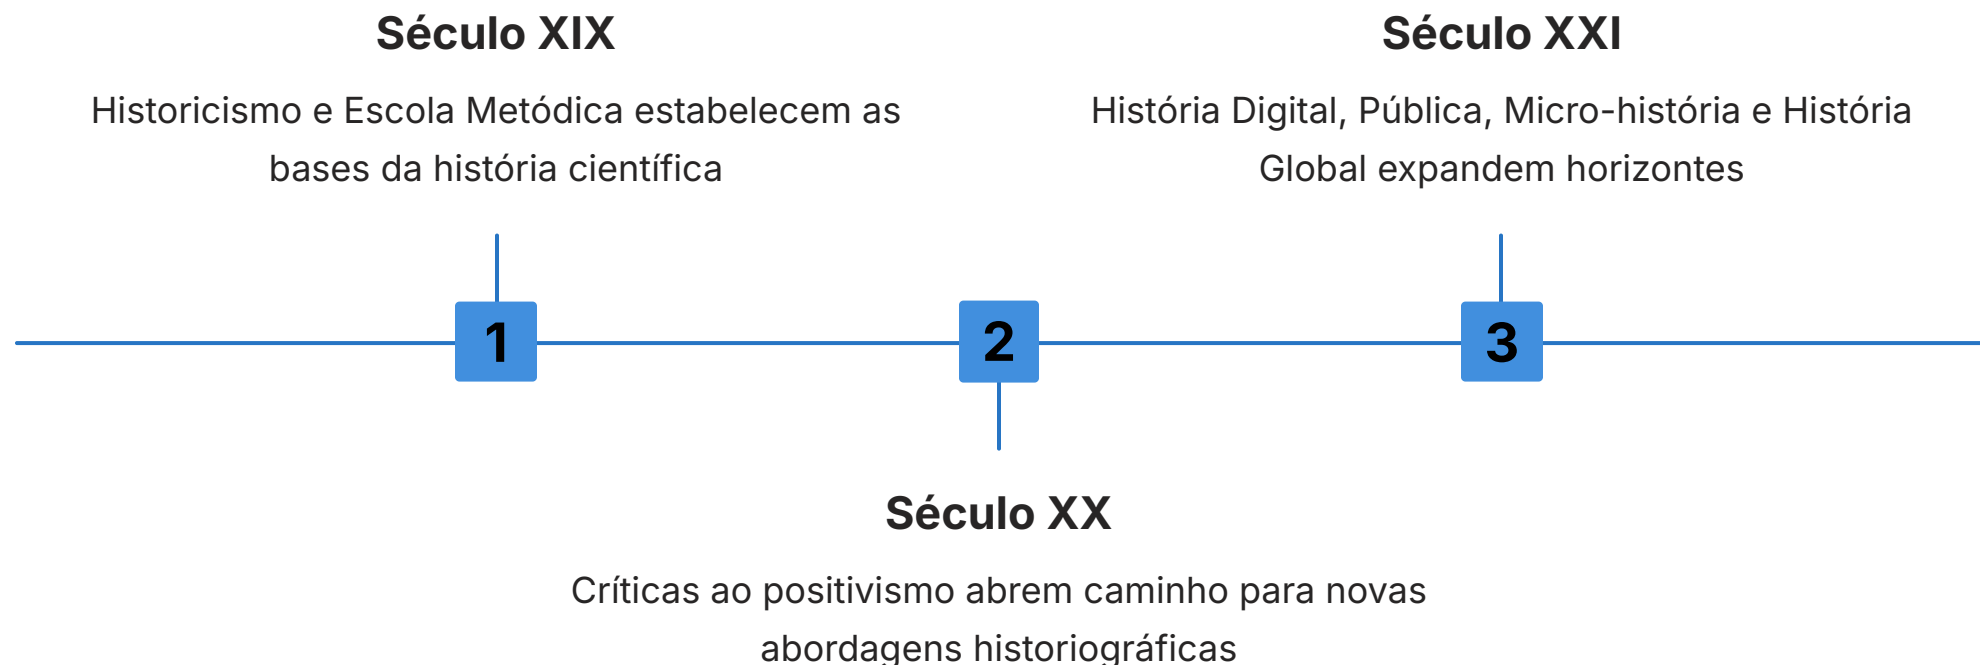 Século XIX
Historicismo e Escola Metódica estabelecem as
bases da história científica
Século XXI
História Digital, Pública, Micro-história e História
Global expandem horizontes
1
2
3
Século XX
Críticas ao positivismo abrem caminho para novas
abordagens historiográficas